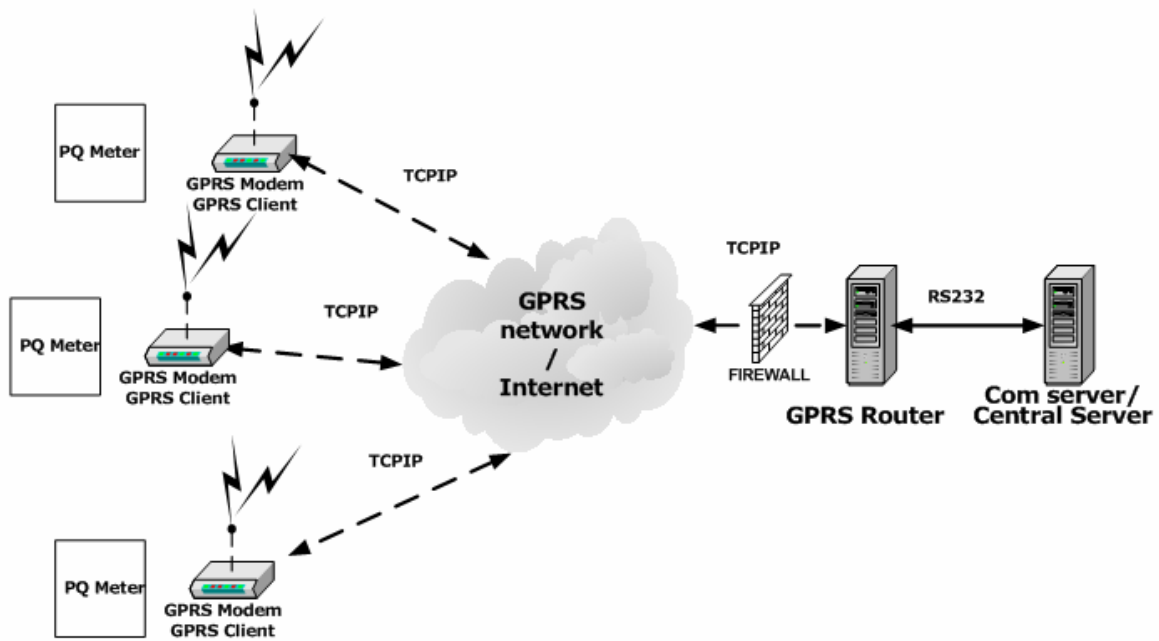 PQ Meter
GPRS Modem
GPRS Client
TCPIP
PQ Meter
GPRS Modem
GPRS Client
TCPIP
PQ Meter
GPRS Modem
GPRS Client
TCPIP
GPRS
network
/
Internet
TCPIP
FIREWALL
GPRS Router
RS232
Com server/
Central Server